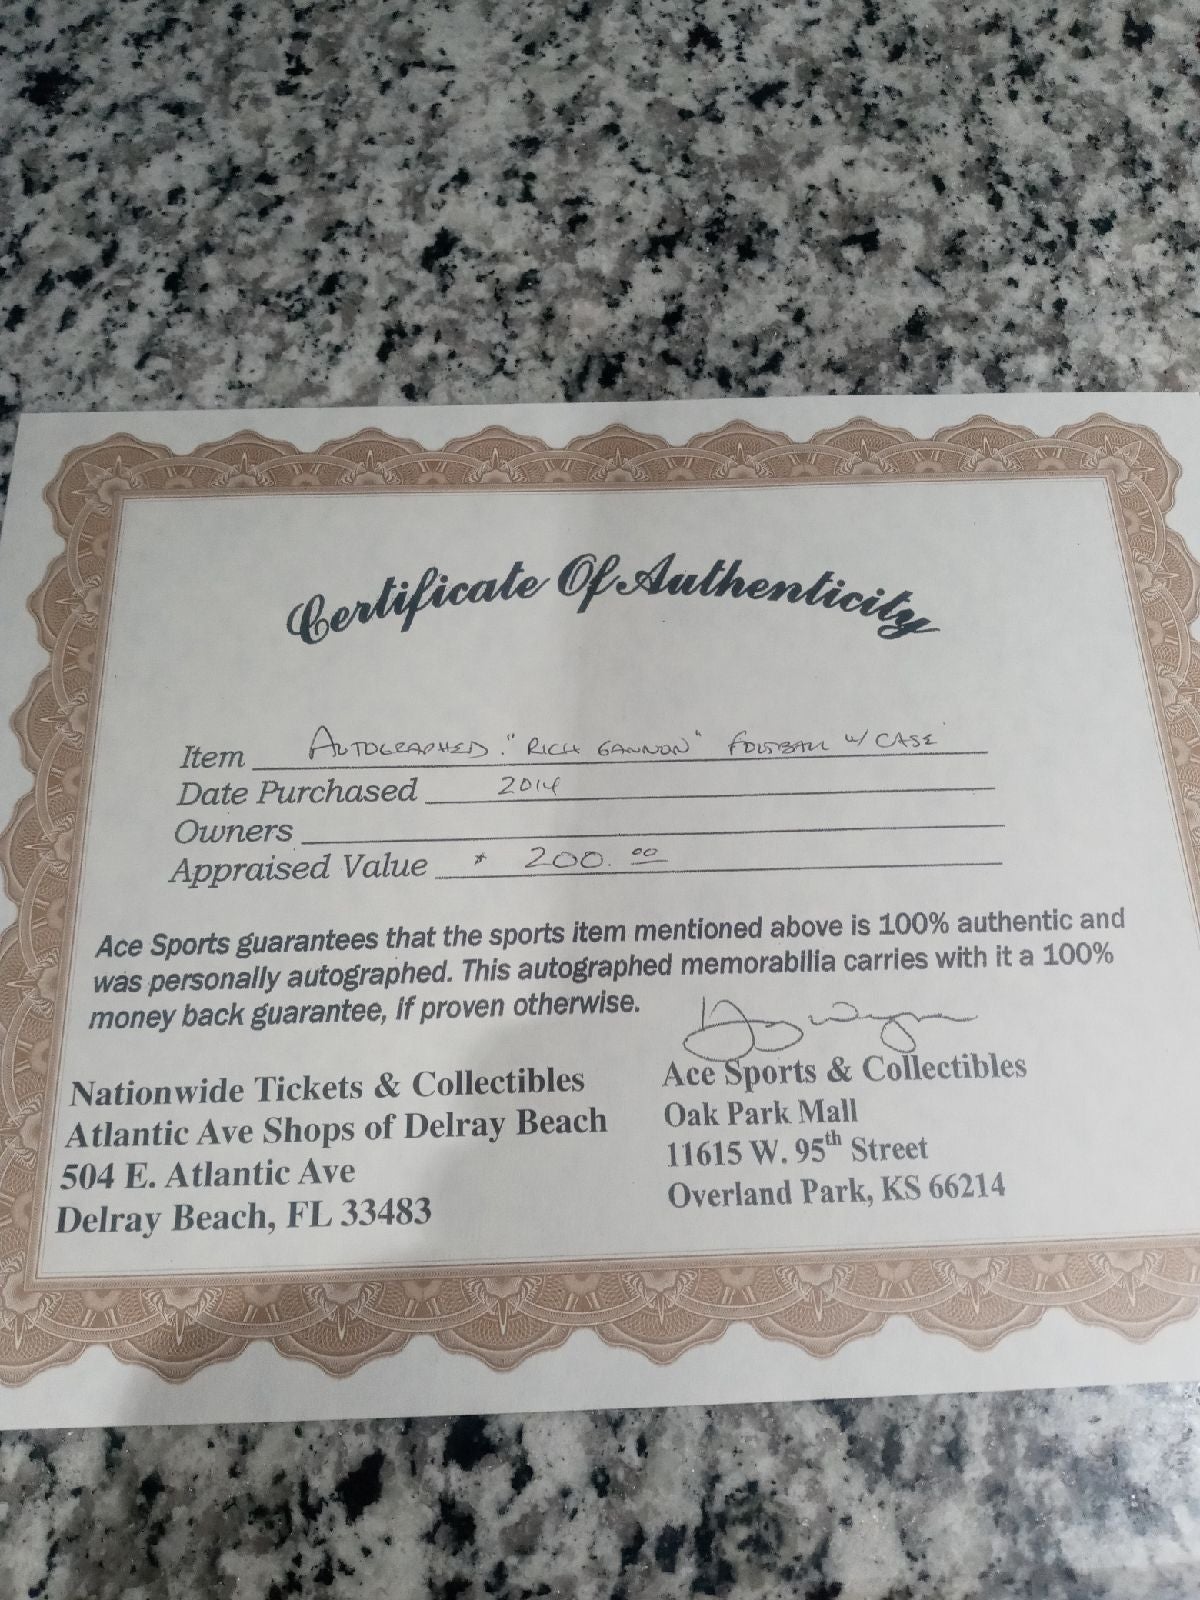 Certificate Of Authenticity
Item AUTOGRAPHED "RICH GANNON" FOOTBALL W/ CASE
Date Purchased 2014
Owners
Appraised Value 200.00
Ace Sports guarantees that the sports item mentioned above is 100% authentic and
was personally autographed. This autographed memorabilia carries with it a 100%
money back guarantee, if proven otherwise.
Nationwide Tickets & Collectibles
Atlantic Ave Shops of Delray Beach
504 E. Atlantic Ave
Delray Beach, FL 33483
Ace Sports & Collectibles
Oak Park Mall
11615 W. 95th Street
Overland Park, KS 66214